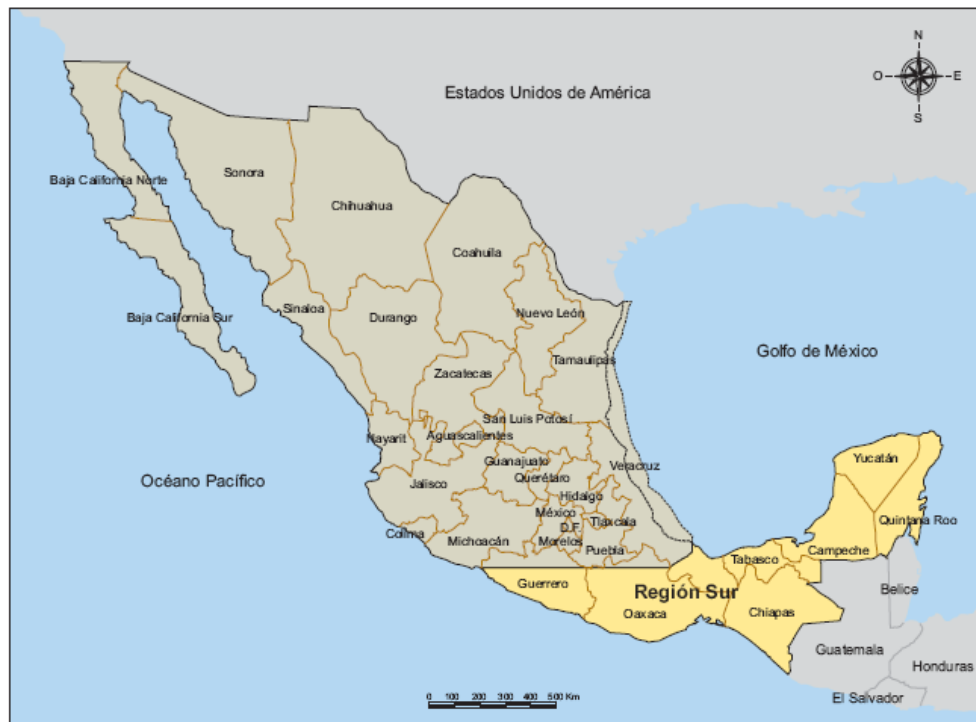 N
O
E
S
Estados Unidos de América
Baja California Norte
Sonora
Chihuahua
Coahuila
Baja California Sur
Sinaloa
Durango
Nuevo León
Tamaulipas
Golfo de México
Zacatecas
San Luis Potosí
Nayarit
Aguascalientes
Guanajuato
Veracruz
Yucatán
Océano Pacífico
Jalisco
Querétaro
Hidalgo
México
D.F.
Tlaxcala
Quintana Roo
Colima
Michoacán
Morelos
Puebla
Tabasco
Campeche
Guerrero
Región Sur
Oaxaca
Chiapas
Belice
Guatemala
Honduras
El Salvador
0 100 200 300 400 500 Km